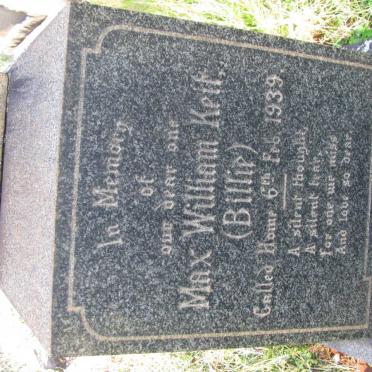 In Memory
of
our dear one
Max William Keit.
(Billie)
Called Home 6th Feb 1939
A silent thought,
A silent tear,
For one we miss
And love so dear